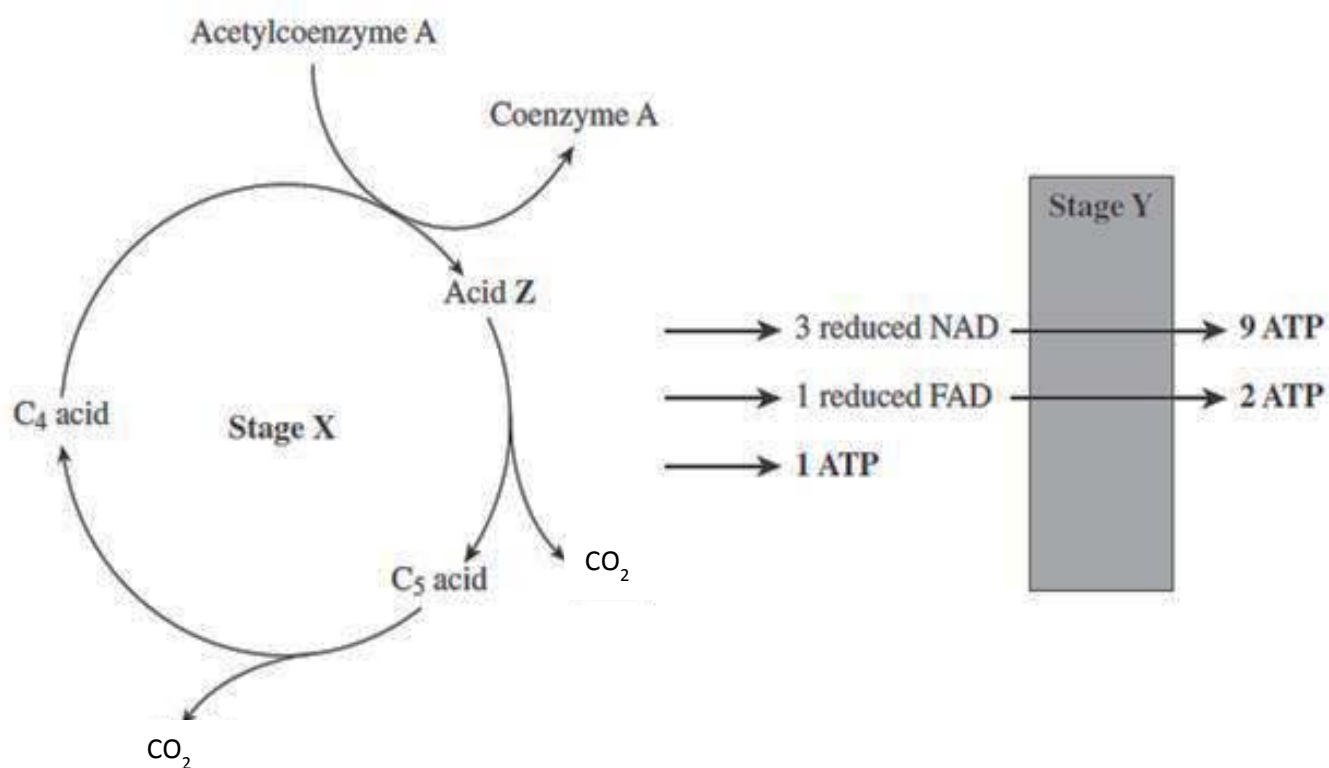 Acetylcoenzyme A
Coenzyme A
Stage Y
Acid Z
3 reduced NAD
9 ATP
1 reduced FAD
2 ATP
C₄ acid
Stage X
1 ATP
C₅ acid
CO₂
CO₂